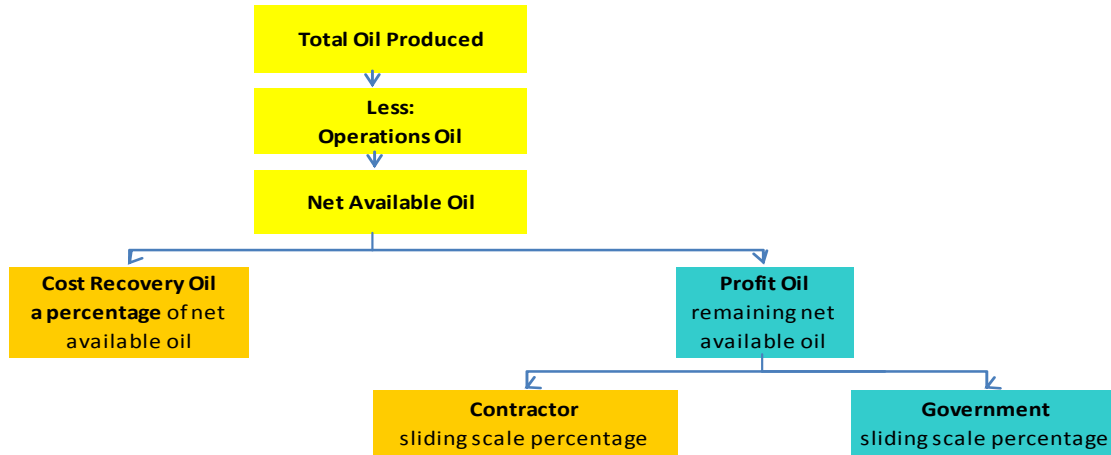 Total Oil Produced
Less:
Operations Oil
Net Available Oil
Cost Recovery Oil
a percentage of net
available oil
Profit Oil
remaining net
available oil
Contractor
sliding scale percentage
Government
sliding scale percentage